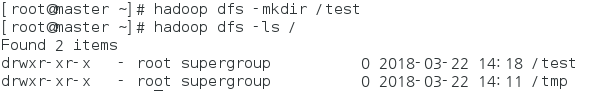 [root@master ~]# hadoop dfs -mkdir /test
[root@master ~]# hadoop dfs -ls /
Found 2 items
drwxr-xr-x   - root supergroup          0 2018-03-22 14:18 /test
drwxr-xr-x   - root supergroup          0 2018-03-22 14:11 /tmp